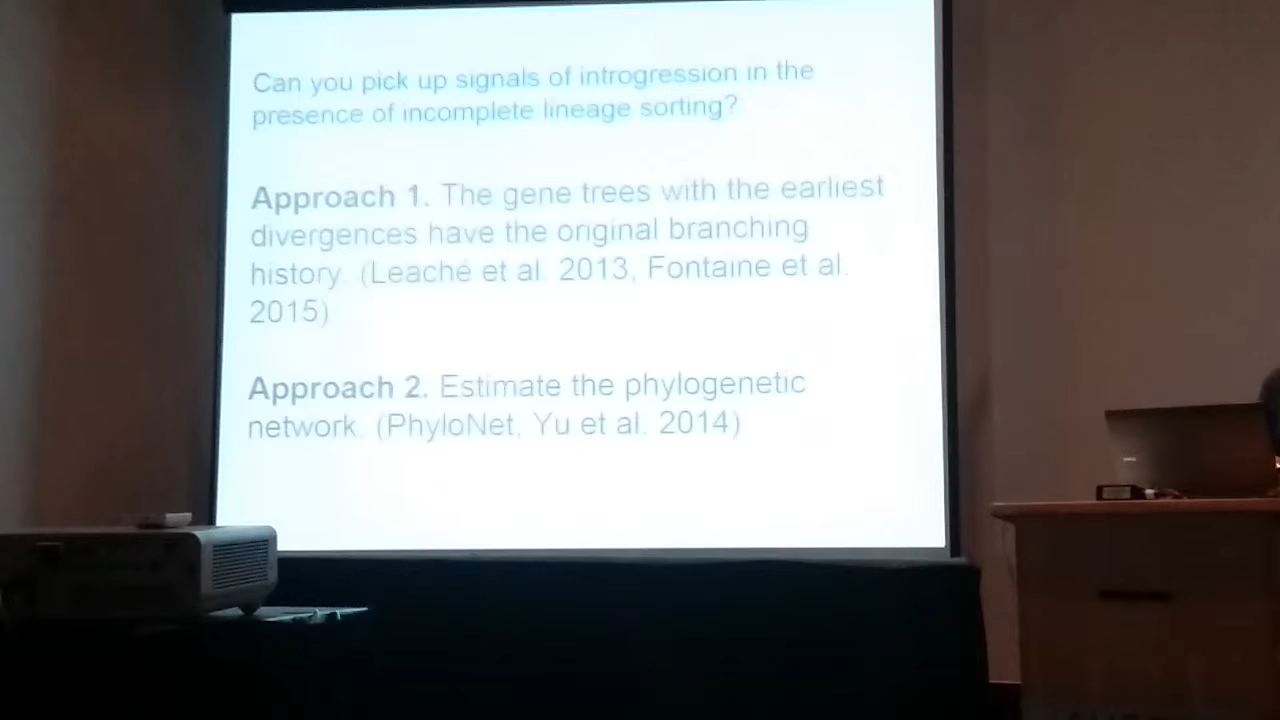 Can you pick up signals of introgression in the
presence of incomplete lineage sorting?
Approach 1. The gene trees with the earliest
divergences have the original branching
history. (Leaché et al. 2013, Fontaine et al.
2015)
Approach 2. Estimate the phylogenetic
network. (PhyloNet, Yu et al. 2014)